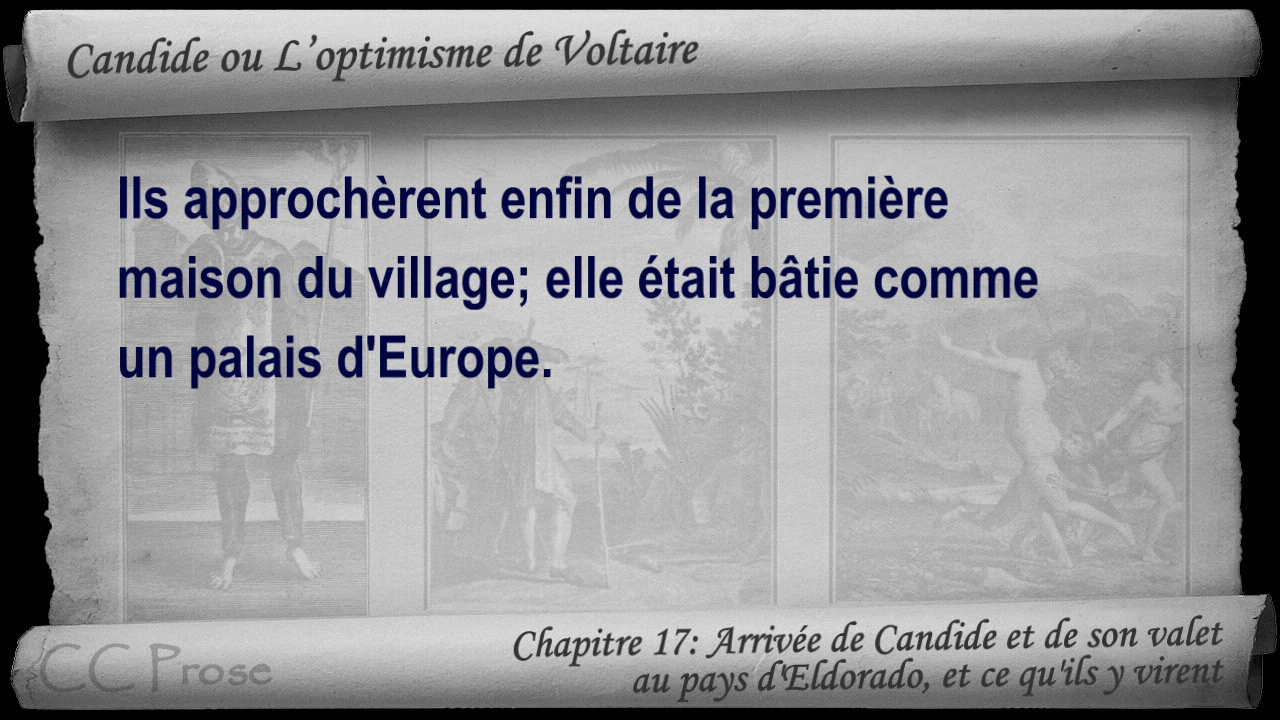 Candide ou L’optimisme de Voltaire
Ils approchèrent enfin de la première
maison du village; elle était bâtie comme
un palais d'Europe.
CC Prose
Chapitre 17: Arrivée de Candide et de son valet
au pays d'Eldorado, et ce qu'ils y virent